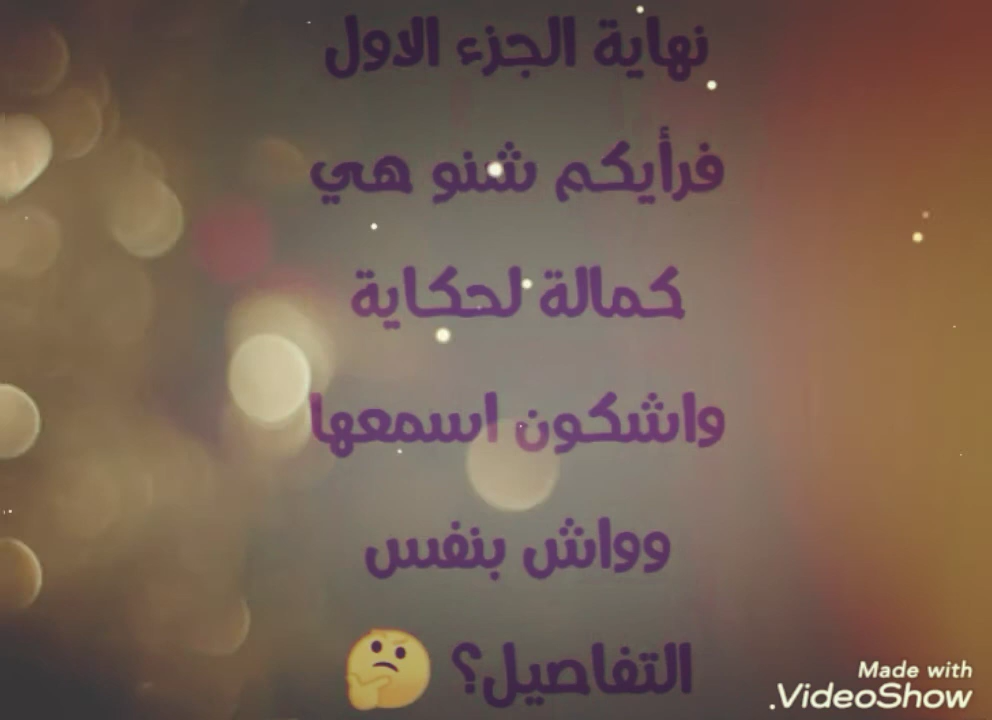 نهاية الجزء الاول
فرأيكم شنو هي
كمالة لحكاية
واشكون اسمعها
وواش بنفس
التفاصيل؟ 🤔
Made with
VideoShow.